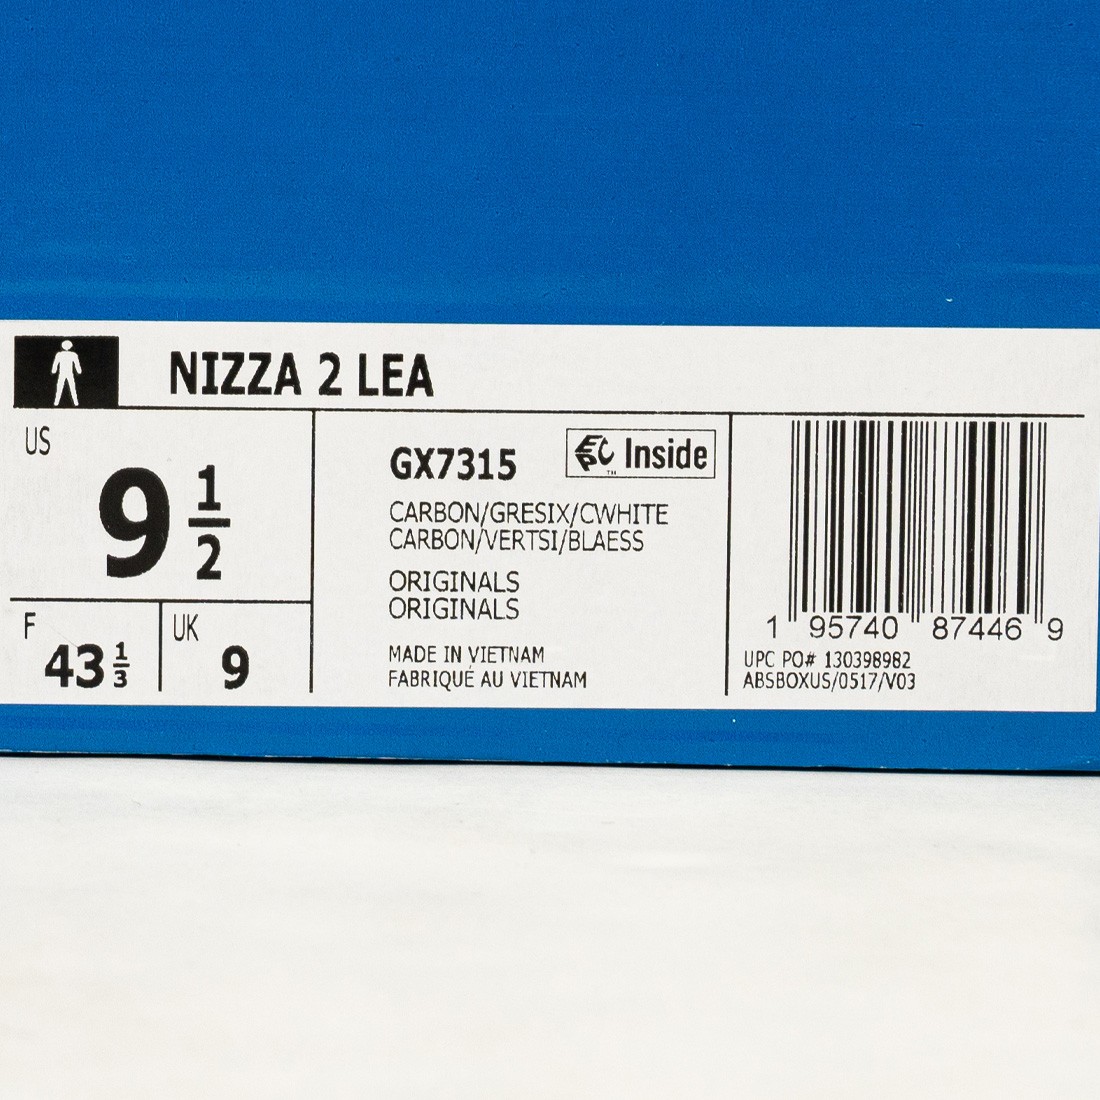 NIZZA 2 LEA
US
9 1/2
F
43 1/3
UK
9
GX7315
EPC Inside
™
CARBON/GRESIX/CWHITE
CARBON/VERTSI/BLAESS
ORIGINALS
ORIGINALS
MADE IN VIETNAM
FABRIQUÉ AU VIETNAM
1 95740 87446 9
UPC PO# 130398982
ABSBOXUS/0517/V03